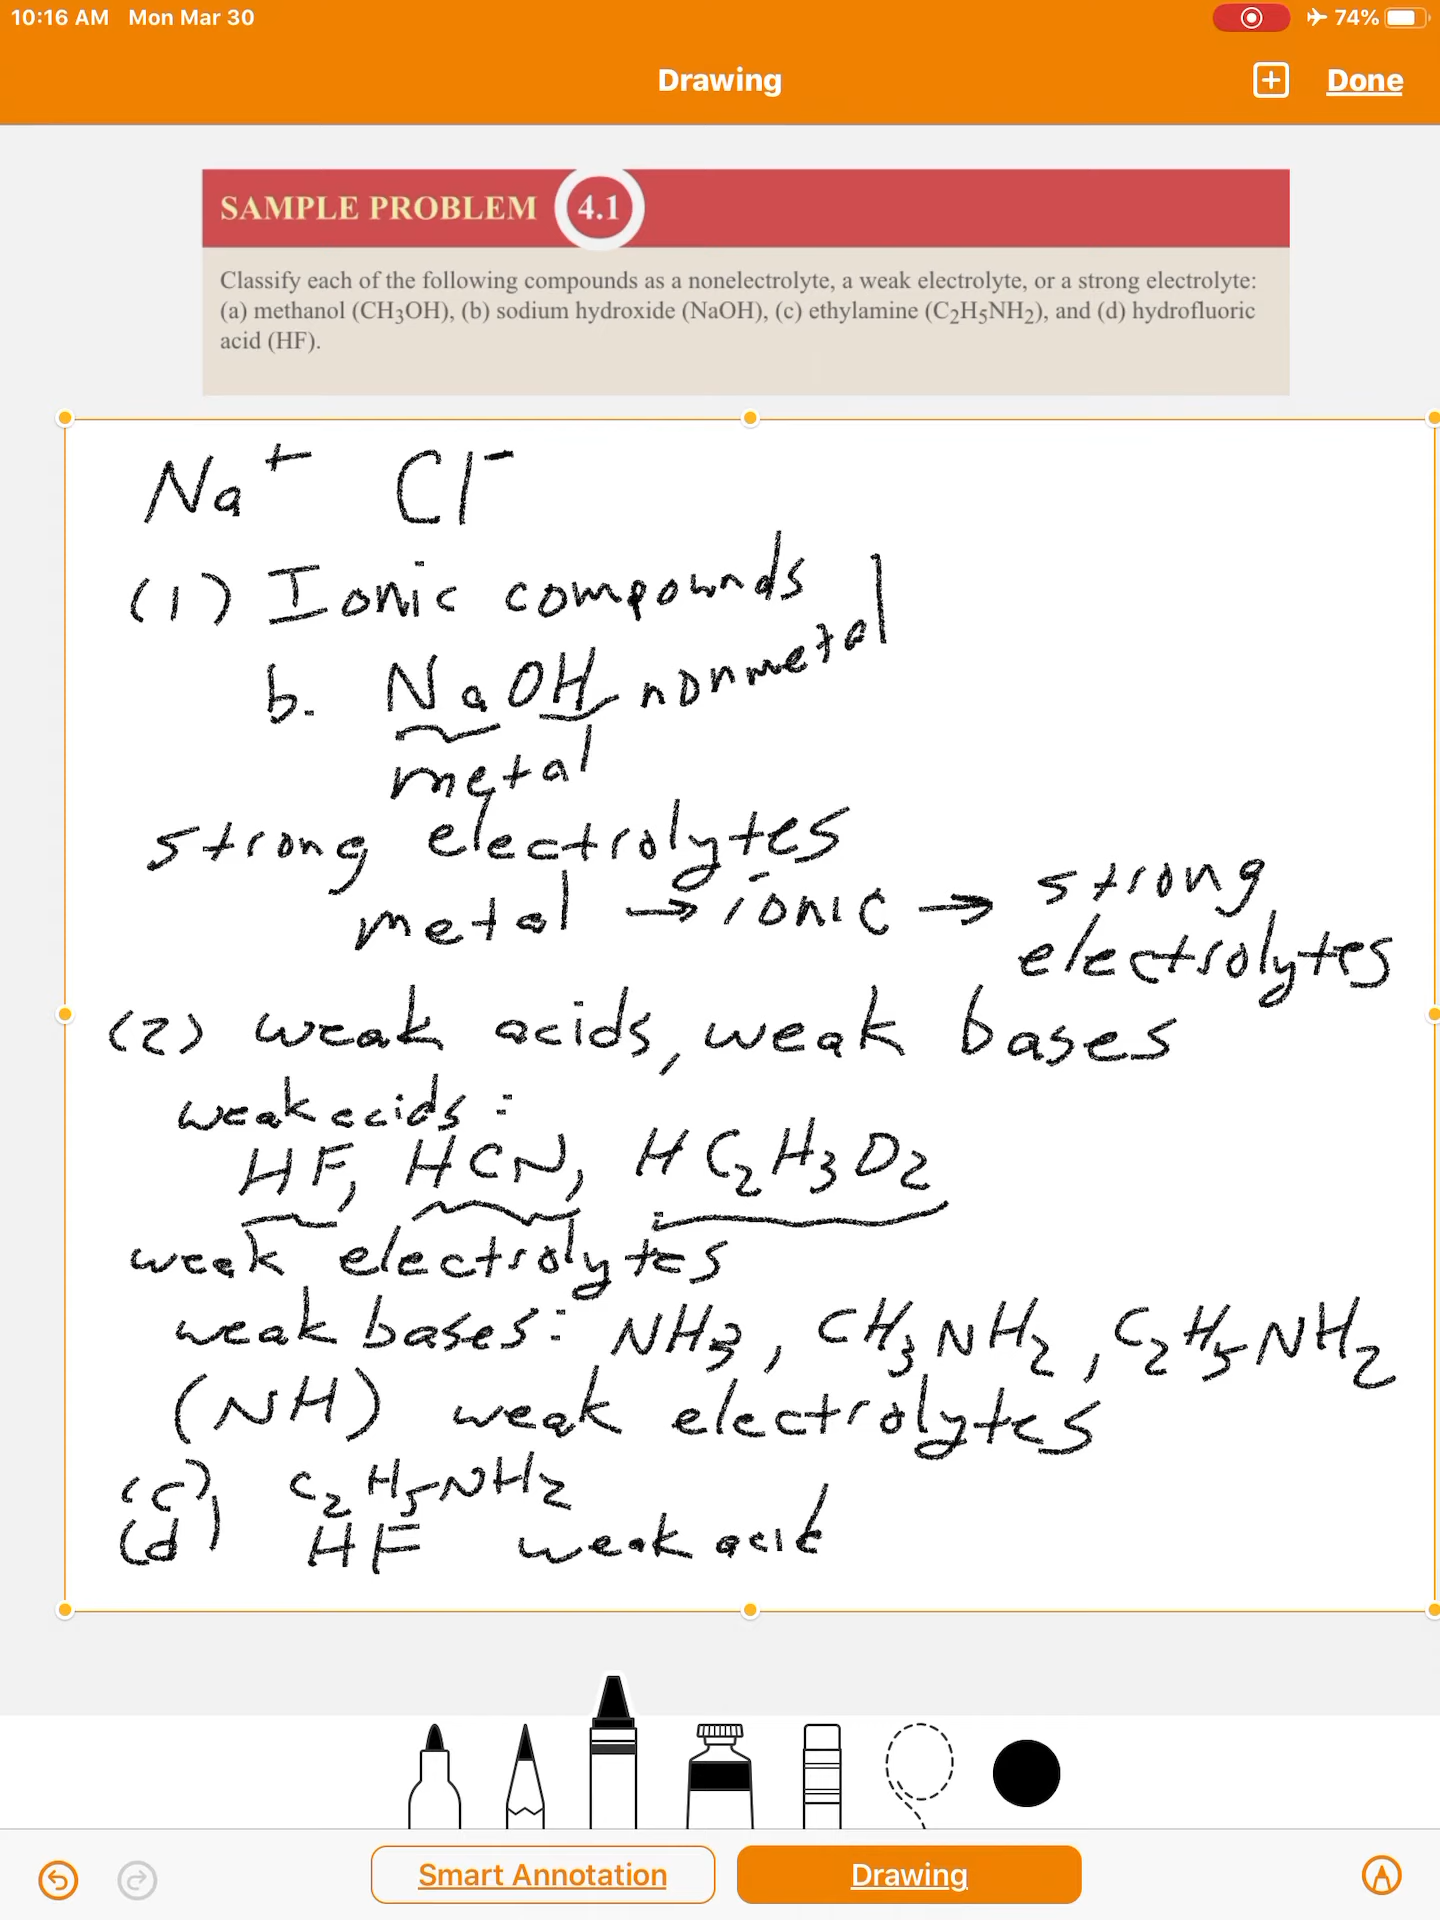 10:16 AM Mon Mar 30 74%
Drawing Done
SAMPLE PROBLEM 4.1
Classify each of the following compounds as a nonelectrolyte, a weak electrolyte, or a strong electrolyte:
(a) methanol (CH3OH), (b) sodium hydroxide (NaOH), (c) ethylamine (C2H5NH2), and (d) hydrofluoric
acid (HF).
Na⁺ Cl⁻
(1) Ionic compounds
b. NaOH nonmetal
metal
strong electrolytes
metal → ionic → strong
electrolytes
(2) weak acids, weak bases
weak acids:
HF, HCN, HC₂H₃O₂
weak electrolytes
weak bases: NH₃, CH₃NH₂, C₂H₅NH₂
(NH) weak electrolytes
(c) C₂H₅NH₂
(d) HF weak acid
Smart Annotation Drawing